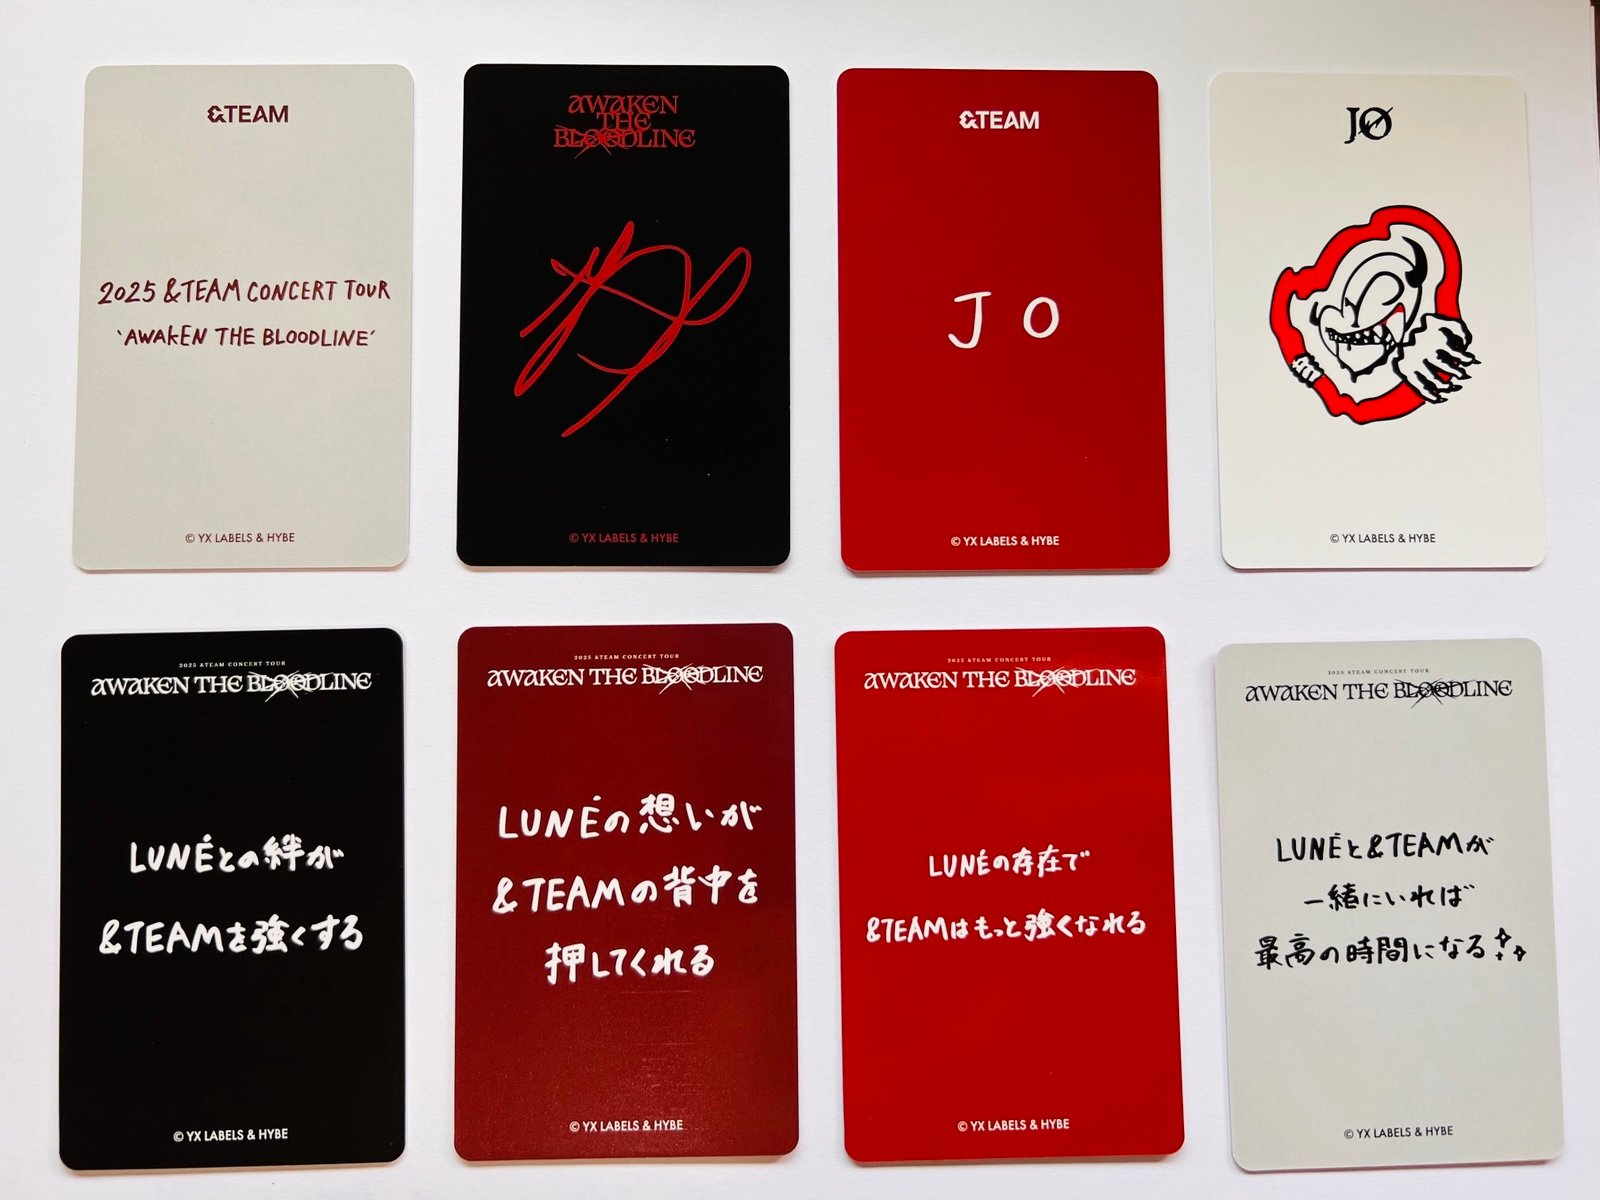 &TEAM
2025 &TEAM CONCERT TOUR
'AWAKEN THE BLOODLINE'
© YX LABELS & HYBE
AWAKEN
THE
BLOODLINE
© YX LABELS & HYBE
&TEAM
JO
© YX LABELS & HYBE
JO
© YX LABELS & HYBE
2025 &TEAM CONCERT TOUR
AWAKEN THE BLOODLINE
LUNÉとの絆が
&TEAMを強くする
© YX LABELS & HYBE
2025 &TEAM CONCERT TOUR
AWAKEN THE BLOODLINE
LUNÉの想いが
&TEAMの背中を
押してくれる
© YX LABELS & HYBE
2025 &TEAM CONCERT TOUR
AWAKEN THE BLOODLINE
LUNÉの存在で
&TEAMはもっと強くなれる
© YX LABELS & HYBE
2025 &TEAM CONCERT TOUR
AWAKEN THE BLOODLINE
LUNÉと&TEAMが
一緒にいれば
最高の時間になる
© YX LABELS & HYBE